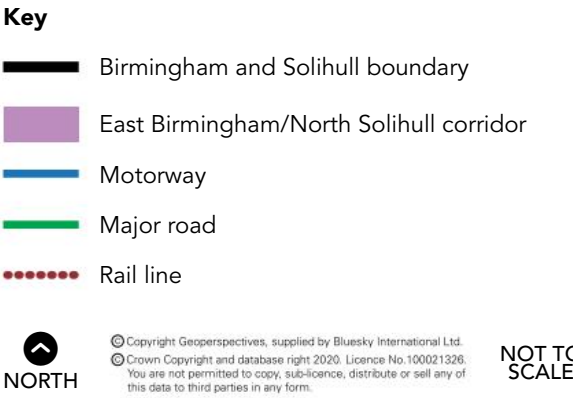 Key
Birmingham and Solihull boundary
East Birmingham/North Solihull corridor
Motorway
Major road
Rail line
NORTH
© Copyright Geoperspectives, supplied by Bluesky International Ltd.
© Crown Copyright and database right 2020. Licence No.100021326.
You are not permitted to copy, sub-licence, distribute or sell any of
this data to third parties in any form.
NOT TO
SCALE